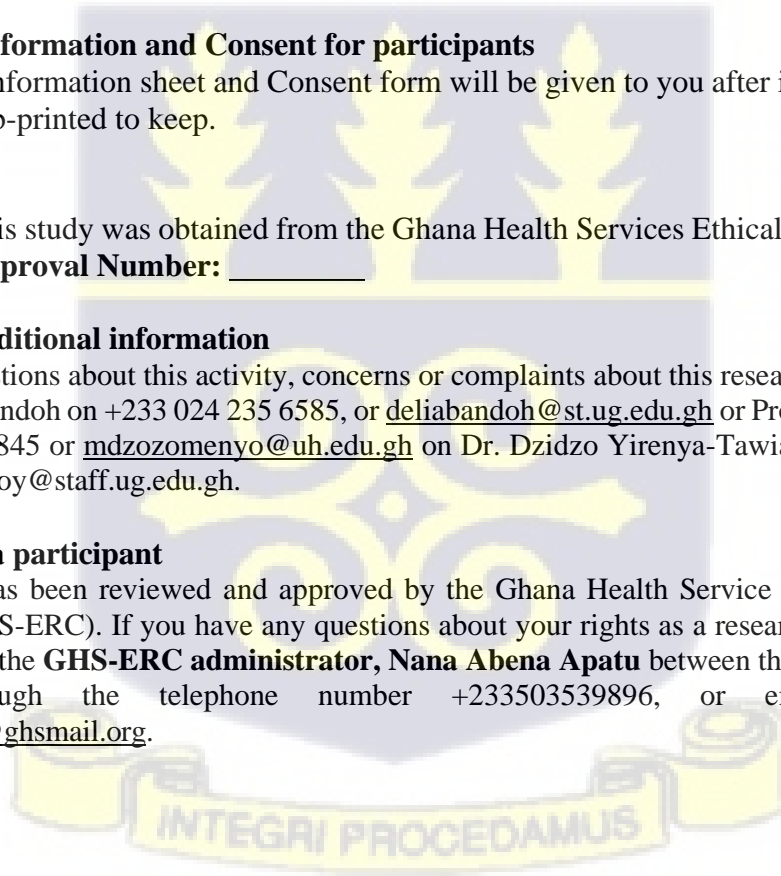 formation and Consent for participants
nformation sheet and Consent form will be given to you after i
p-printed to keep.
is study was obtained from the Ghana Health Services Ethical
proval Number: ________
ditional information
tions about this activity, concerns or complaints about this resea
ndoh on +233 024 235 6585, or deliabandoh@st.ug.edu.gh or Pro
845 or mdzozomenyo@uh.edu.gh on Dr. Dzidzo Yirenya-Tawia
oy@staff.ug.edu.gh.
a participant
as been reviewed and approved by the Ghana Health Service
S-ERC). If you have any questions about your rights as a resear
the GHS-ERC administrator, Nana Abena Apatu between th
ugh the telephone number +233503539896, or e
@ghsmail.org.
INTEGRI PROCEDAMUS